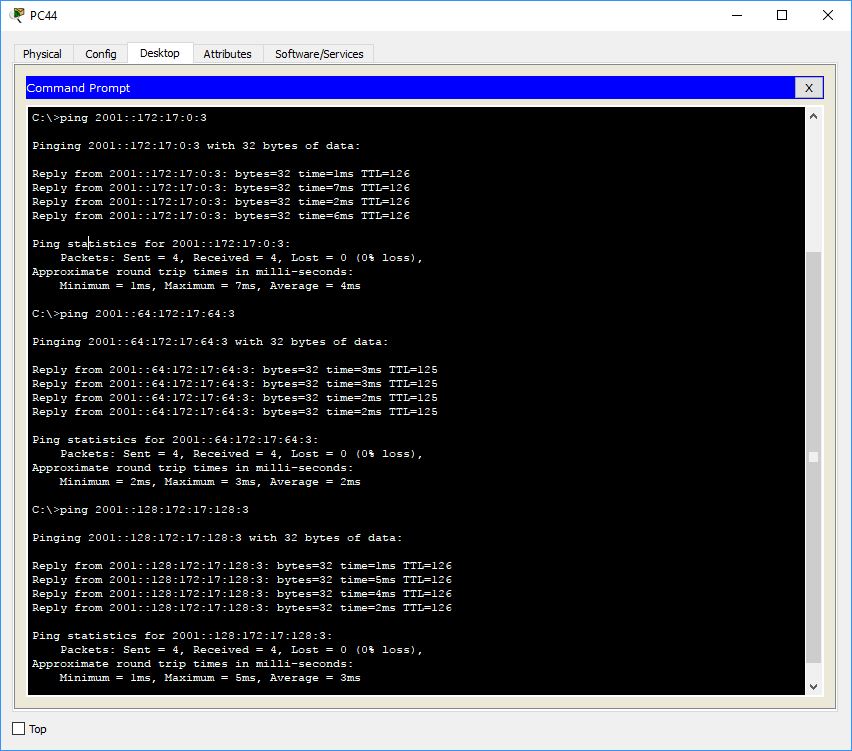 PC44
Physical Config Desktop Attributes Software/Services
Command Prompt X
C:\>ping 2001::172:17:0:3
Pinging 2001::172:17:0:3 with 32 bytes of data:
Reply from 2001::172:17:0:3: bytes=32 time=1ms TTL=126
Reply from 2001::172:17:0:3: bytes=32 time=7ms TTL=126
Reply from 2001::172:17:0:3: bytes=32 time=2ms TTL=126
Reply from 2001::172:17:0:3: bytes=32 time=6ms TTL=126
Ping statistics for 2001::172:17:0:3:
Packets: Sent = 4, Received = 4, Lost = 0 (0% loss),
Approximate round trip times in milli-seconds:
Minimum = 1ms, Maximum = 7ms, Average = 4ms
C:\>ping 2001::64:172:17:64:3
Pinging 2001::64:172:17:64:3 with 32 bytes of data:
Reply from 2001::64:172:17:64:3: bytes=32 time=3ms TTL=125
Reply from 2001::64:172:17:64:3: bytes=32 time=3ms TTL=125
Reply from 2001::64:172:17:64:3: bytes=32 time=2ms TTL=125
Reply from 2001::64:172:17:64:3: bytes=32 time=2ms TTL=125
Ping statistics for 2001::64:172:17:64:3:
Packets: Sent = 4, Received = 4, Lost = 0 (0% loss),
Approximate round trip times in milli-seconds:
Minimum = 2ms, Maximum = 3ms, Average = 2ms
C:\>ping 2001::128:172:17:128:3
Pinging 2001::128:172:17:128:3 with 32 bytes of data:
Reply from 2001::128:172:17:128:3: bytes=32 time=1ms TTL=126
Reply from 2001::128:172:17:128:3: bytes=32 time=5ms TTL=126
Reply from 2001::128:172:17:128:3: bytes=32 time=4ms TTL=126
Reply from 2001::128:172:17:128:3: bytes=32 time=2ms TTL=126
Ping statistics for 2001::128:172:17:128:3:
Packets: Sent = 4, Received = 4, Lost = 0 (0% loss),
Approximate round trip times in milli-seconds:
Minimum = 1ms, Maximum = 5ms, Average = 3ms
Top